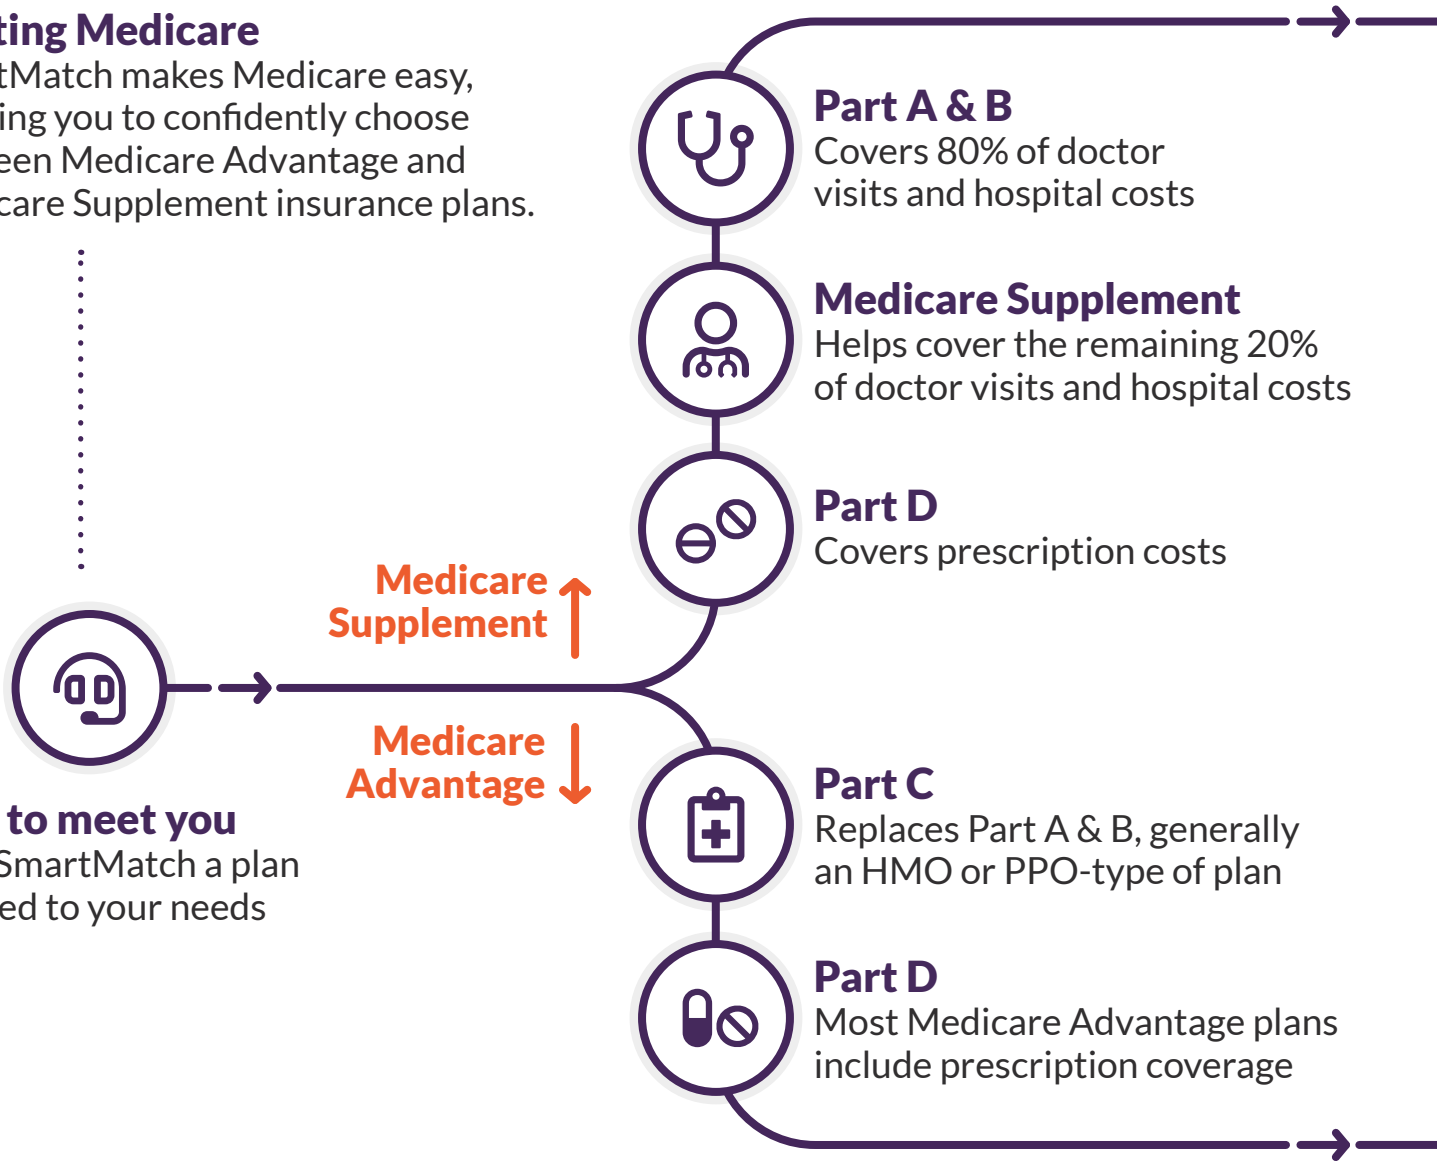 ting Medicare
tMatch makes Medicare easy,
ing you to confidently choose
een Medicare Advantage and
care Supplement insurance plans.
Medicare
Supplement
Medicare
Advantage
to meet you
SmartMatch a plan
ed to your needs
Part A & B
Covers 80% of doctor
visits and hospital costs
Medicare Supplement
Helps cover the remaining 20%
of doctor visits and hospital costs
Part D
Covers prescription costs
Part C
Replaces Part A & B, generally
an HMO or PPO-type of plan
Part D
Most Medicare Advantage plans
include prescription coverage